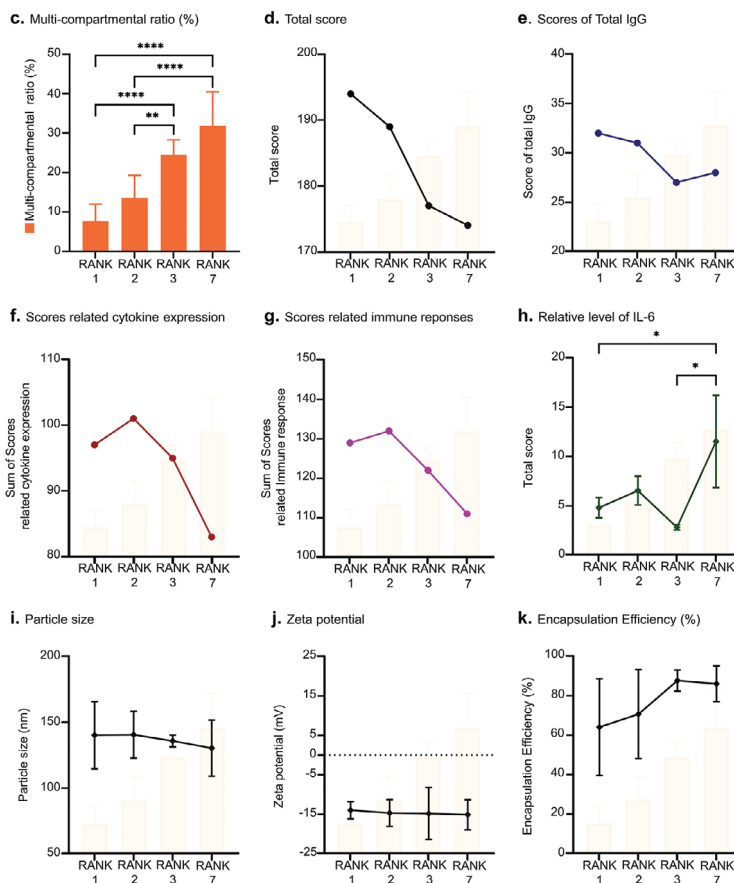 c. Multi-compartmental ratio (%)
Multi-compartmental ratio (%)
50
40
30
20
10
0
****
****
****
**
RANK 1
RANK 2
RANK 3
RANK 7
d. Total score
Total score
200
190
180
170
RANK 1
RANK 2
RANK 3
RANK 7
e. Scores of Total IgG
Score of total IgG
40
35
30
25
20
RANK 1
RANK 2
RANK 3
RANK 7
f. Scores related cytokine expression
Sum of Scores
related cytokine expression
110
100
90
80
RANK 1
RANK 2
RANK 3
RANK 7
g. Scores related immune reponses
Sum of Scores
related Immune response
150
140
130
120
110
100
RANK 1
RANK 2
RANK 3
RANK 7
h. Relative level of IL-6
Total score
20
15
10
5
0
*
*
RANK 1
RANK 2
RANK 3
RANK 7
i. Particle size
Particle size (nm)
200
150
100
50
RANK 1
RANK 2
RANK 3
RANK 7
j. Zeta potential
Zeta potential (mV)
25
15
5
0
-5
-15
-25
RANK 1
RANK 2
RANK 3
RANK 7
k. Encapsulation Efficiency (%)
Encapsulation Efficiency (%)
100
80
60
40
20
0
RANK 1
RANK 2
RANK 3
RANK 7